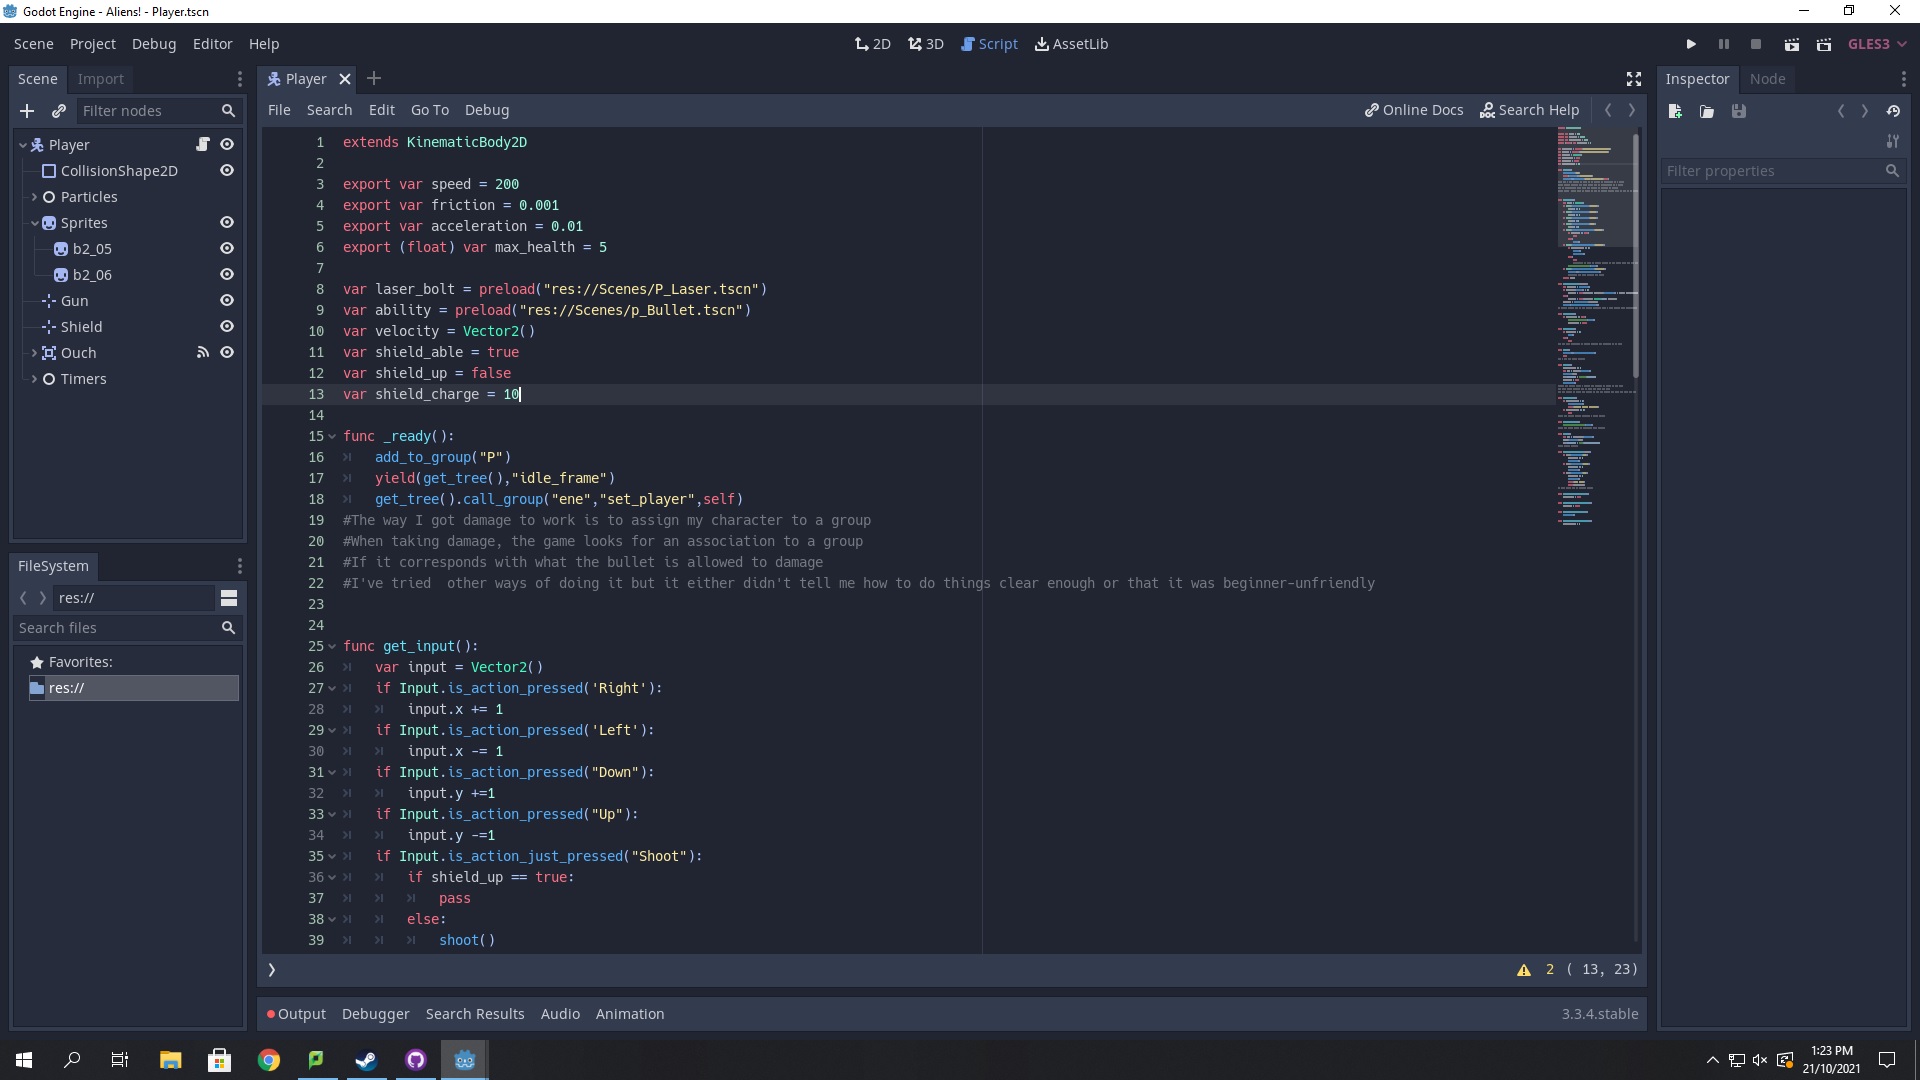 Godot Engine - Aliens! - Player.tscn
Scene Project Debug Editor Help
2D 3D Script AssetLib
GLES3
Scene Import
Filter nodes
Player
CollisionShape2D
Particles
Sprites
b2_05
b2_06
Gun
Shield
Ouch
Timers
FileSystem
res://
Search files
Favorites:
res://
Player
File Search Edit Go To Debug
Online Docs Search Help
1 extends KinematicBody2D
2
3 export var speed = 200
4 export var friction = 0.001
5 export var acceleration = 0.01
6 export (float) var max_health = 5
7
8 var laser_bolt = preload("res://Scenes/P_Laser.tscn")
9 var ability = preload("res://Scenes/p_Bullet.tscn")
10 var velocity = Vector2()
11 var shield_able = true
12 var shield_up = false
13 var shield_charge = 10
14
15 func _ready():
16 add_to_group("P")
17 yield(get_tree(),"idle_frame")
18 get_tree().call_group("ene","set_player",self)
19 #The way I got damage to work is to assign my character to a group
20 #When taking damage, the game looks for an association to a group
21 #If it corresponds with what the bullet is allowed to damage
22 #I've tried  other ways of doing it but it either didn't tell me how to do things clear enough or that it was beginner-unfriendly
23
24
25 func get_input():
26 var input = Vector2()
27 if Input.is_action_pressed('Right'):
28 input.x += 1
29 if Input.is_action_pressed('Left'):
30 input.x -= 1
31 if Input.is_action_pressed("Down"):
32 input.y +=1
33 if Input.is_action_pressed("Up"):
34 input.y -=1
35 if Input.is_action_just_pressed("Shoot"):
36 if shield_up == true:
37 pass
38 else:
39 shoot()
2 ( 13, 23)
Output Debugger Search Results Audio Animation
3.3.4.stable
Inspector Node
Filter properties
1:23 PM
21/10/2021